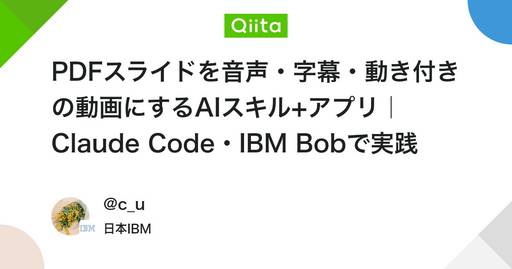 Qiita
PDFスライドを音声・字幕・動き付き
の動画にするAIスキル+アプリ｜
Claude Code・IBM Bobで実践
@c_u
IBM
日本IBM